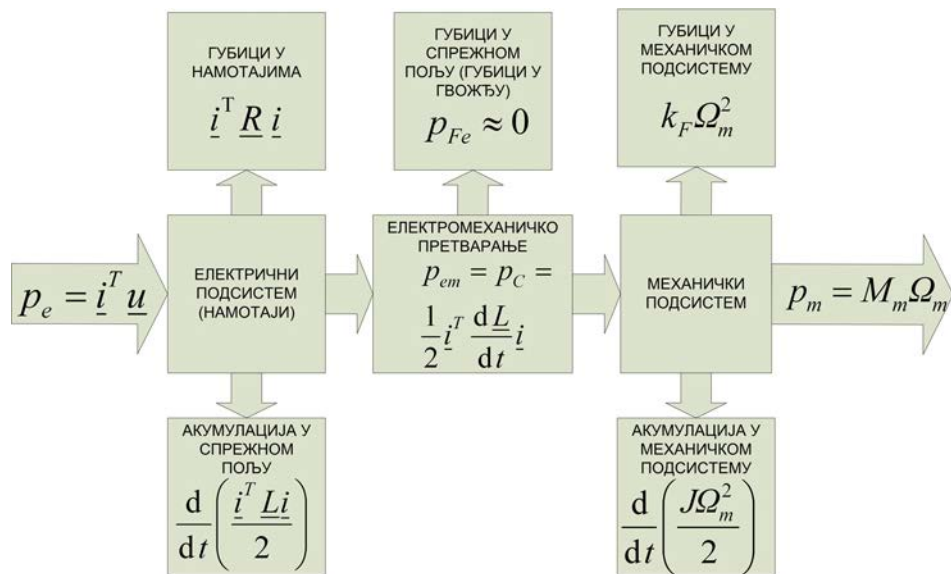 ГУБИЦИ У
НАМОТАЈИМА
i^T R i
ГУБИЦИ У
СПРЕЖНОМ
ПОЉУ (ГУБИЦИ У
ГВОЖЂУ)
p_Fe ≈ 0
ГУБИЦИ У
МЕХАНИЧКОМ
ПОДСИСТЕМУ
k_F Ω_m^2
p_e = i^T u
ЕЛЕКТРИЧНИ
ПОДСИСТЕМ
(НАМОТАЈИ)
ЕЛЕКТРОМЕХАНИЧКО
ПРЕТВАРАЊЕ
p_em = p_C =
1/2 i^T dL/dt i
МЕХАНИЧКИ
ПОДСИСТЕМ
p_m = M_m Ω_m
АКУМУЛАЦИЈА У
СПРЕЖНОМ
ПОЉУ
d/dt (i^T L i / 2)
АКУМУЛАЦИЈА У
МЕХАНИЧКОМ
ПОДСИСТЕМУ
d/dt (JΩ_m^2 / 2)